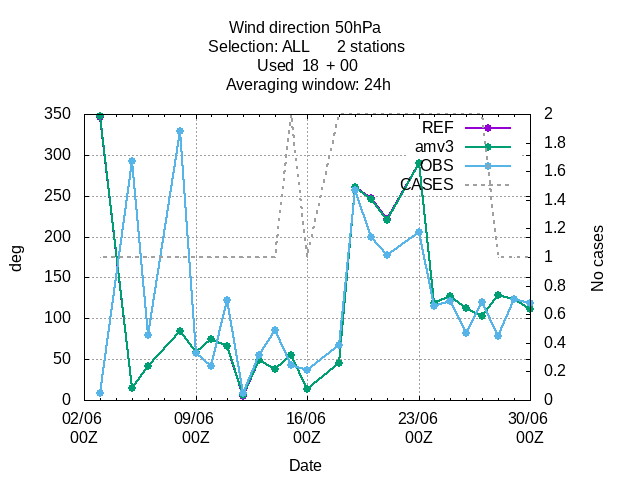 Wind direction 50hPa
Selection: ALL 2 stations
Used 18 + 00
Averaging window: 24h
REF
amv3
OBS
CASES
350
300
250
200
150
100
50
0
deg
2
1.8
1.6
1.4
1.2
1
0.8
0.6
0.4
0.2
0
No cases
02/06 09/06 16/06 23/06 30/06
00Z 00Z 00Z 00Z 00Z
Date